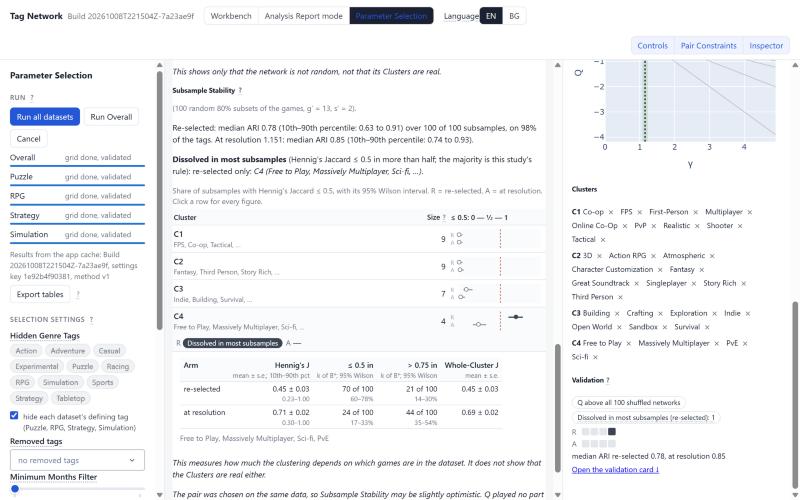 Tag Network Build 20261008T221504Z-7a23ae9f Workbench Analysis Report mode Parameter Selection Language EN BG
Controls Pair Constraints Inspector
Parameter Selection
RUN ?
Run all datasets Run Overall
Cancel
Overall grid done, validated
Puzzle grid done, validated
RPG grid done, validated
Strategy grid done, validated
Simulation grid done, validated
Results from the app cache: Build
20261008T221504Z-7a23ae9f, settings
key 1e92b4f90381, method v1
Export tables ?
SELECTION SETTINGS ?
Hidden Genre Tags
Action Adventure Casual
Experimental Puzzle Racing
RPG Simulation Sports
Strategy Tabletop
hide each dataset's defining tag
(Puzzle, RPG, Strategy, Simulation)
Removed tags
no removed tags
Minimum Months Filter
This shows only that the network is not random, not that its Clusters are real.
Subsample Stability ?
(100 random 80% subsets of the games, g' = 13, s' = 2).
Re-selected: median ARI 0.78 (10th–90th percentile: 0.63 to 0.91) over 100 of 100 subsamples, on 98%
of the tags. At resolution 1.151: median ARI 0.85 (10th–90th percentile: 0.74 to 0.93).
Dissolved in most subsamples (Hennig's Jaccard ≤ 0.5 in more than half; the majority is this study's
rule): re-selected only: C4 (Free to Play, Massively Multiplayer, Sci-fi, ...).
Share of subsamples with Hennig's Jaccard ≤ 0.5, with its 95% Wilson interval. R = re-selected, A = at resolution.
Click a row for every figure.
Cluster Size ? ≤ 0.5: 0 — ½ — 1
C1 9 R
FPS, Co-op, Tactical, ... A
C2 9 R
Fantasy, Third Person, Story Rich, ... A
C3 7 R
Indie, Building, Survival, ... A
C4 4 R
Free to Play, Massively Multiplayer, Sci-fi, ... A
R Dissolved in most subsamples A —
Arm Hennig's J ≤ 0.5 in > 0.75 in Whole-Cluster J
mean ± s.e.; 10th–90th pct k of B*; 95% Wilson k of B*; 95% Wilson mean ± s.e.
re-selected 0.45 ± 0.03 70 of 100 21 of 100 0.45 ± 0.03
0.23–1.00 60–78% 14–30%
at resolution 0.71 ± 0.02 24 of 100 44 of 100 0.69 ± 0.02
0.30–1.00 17–33% 35–54%
Free to Play, Massively Multiplayer, Sci-fi, PvE
This measures how much the clustering depends on which games are in the dataset. It does not show that
the Clusters are real either.
The pair was chosen on the same data, so Subsample Stability may be slightly optimistic. Q played no part
−1
Q
−2
−3
−4
0 1 2 3 4
γ
Clusters
C1 Co-op × FPS × First-Person × Multiplayer ×
Online Co-Op × PvP × Realistic × Shooter ×
Tactical ×
C2 3D × Action RPG × Atmospheric ×
Character Customization × Fantasy ×
Great Soundtrack × Singleplayer × Story Rich ×
Third Person ×
C3 Building × Crafting × Exploration × Indie ×
Open World × Sandbox × Survival ×
C4 Free to Play × Massively Multiplayer × PvE ×
Sci-fi ×
Validation ?
Q above all 100 shuffled networks
Dissolved in most subsamples (re-selected): 1
R
A
median ARI re-selected 0.78, at resolution 0.85
Open the validation card ↓